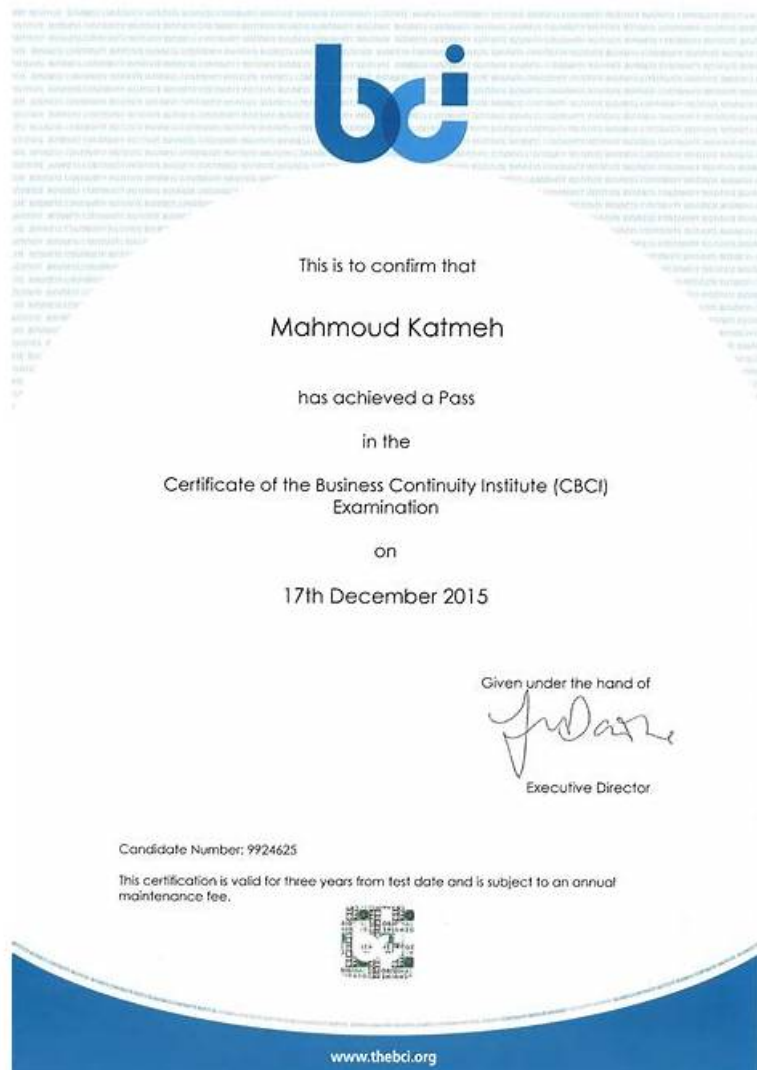 bci
This is to confirm that
Mahmoud Katmeh
has achieved a Pass
in the
Certificate of the Business Continuity Institute (CBCI)
Examination
on
17th December 2015
Given under the hand of
Executive Director
Candidate Number: 9924625
This certification is valid for three years from test date and is subject to an annual
maintenance fee.
www.thebci.org